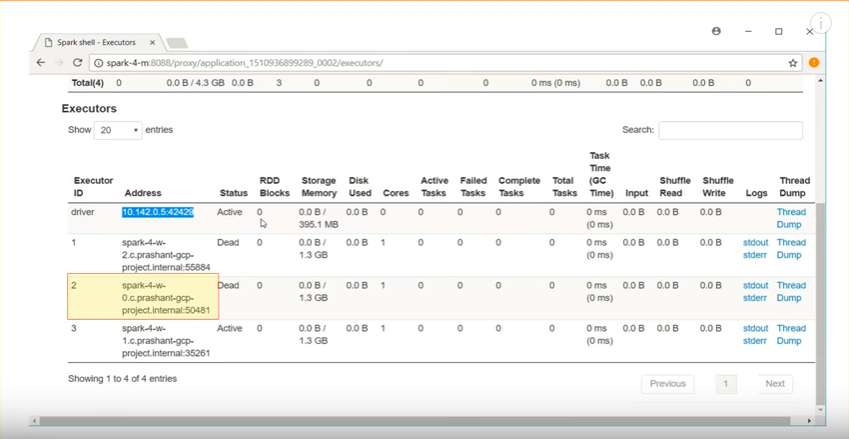 Spark shell - Executors
spark-4-m:8088/proxy/application_1510936899289_0002/executors/
Total(4) 0 0.0 B / 4.3 GB 0.0 B 3 0 0 0 0 0 ms (0 ms) 0.0 B 0.0 B 0.0 B 0
Executors
Show 20 entries Search:
Executor ID Address Status RDD Blocks Storage Memory Disk Used Cores Active Tasks Failed Tasks Complete Tasks Total Tasks Task Time (GC Time) Input Shuffle Read Shuffle Write Logs Thread Dump
driver 10.142.0.5:42429 Active 0 0.0 B / 395.1 MB 0.0 B 0 0 0 0 0 0 ms (0 ms) 0.0 B 0.0 B 0.0 B Thread Dump
1 spark-4-w-2.c.prashant-gcp-project.internal:55884 Dead 0 0.0 B / 1.3 GB 0.0 B 1 0 0 0 0 0 ms (0 ms) 0.0 B 0.0 B 0.0 B stdout stderr Thread Dump
2 spark-4-w-0.c.prashant-gcp-project.internal:50481 Dead 0 0.0 B / 1.3 GB 0.0 B 1 0 0 0 0 0 ms (0 ms) 0.0 B 0.0 B 0.0 B stdout stderr Thread Dump
3 spark-4-w-1.c.prashant-gcp-project.internal:35261 Active 0 0.0 B / 1.3 GB 0.0 B 1 0 0 0 0 0 ms (0 ms) 0.0 B 0.0 B 0.0 B stdout stderr Thread Dump
Showing 1 to 4 of 4 entries
Previous 1 Next